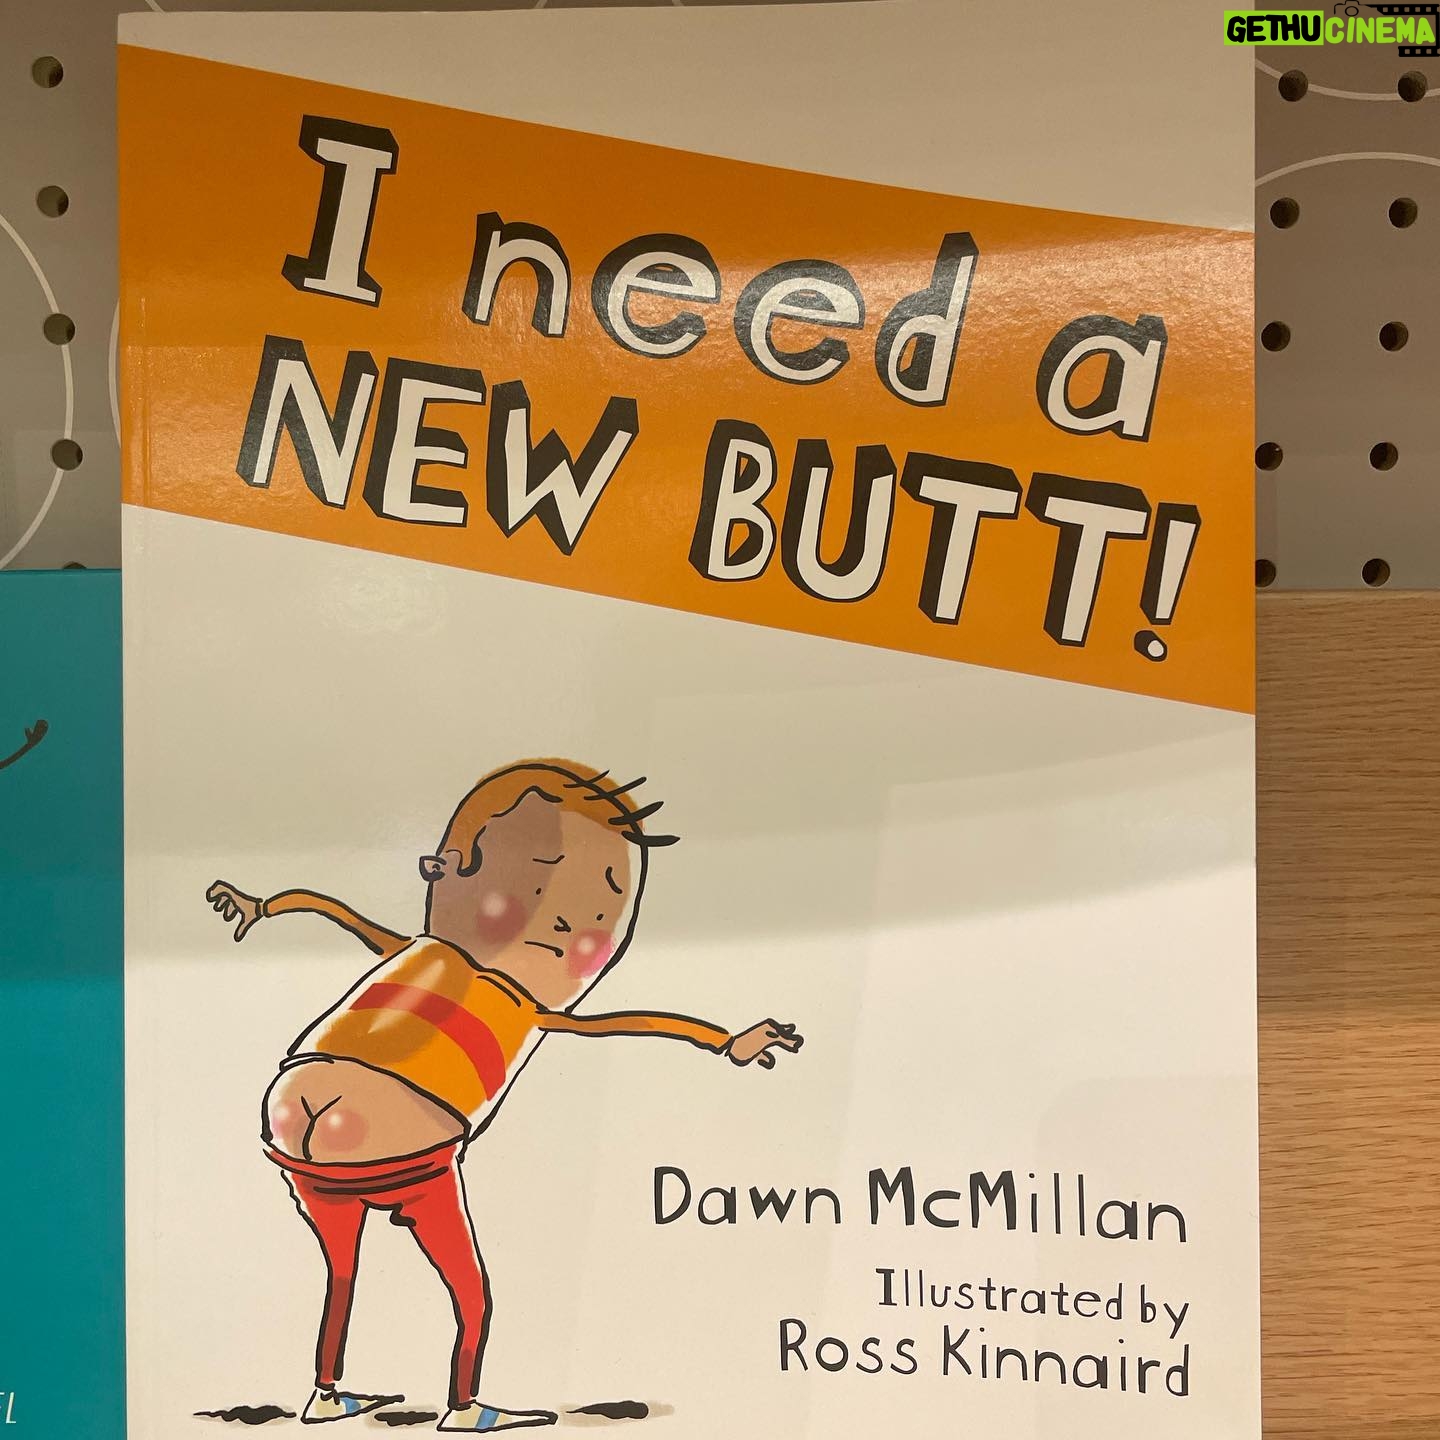 GETHUCINEMA
I need a
NEW BUTT!
Dawn McMillan
Illustrated by
Ross Kinnaird